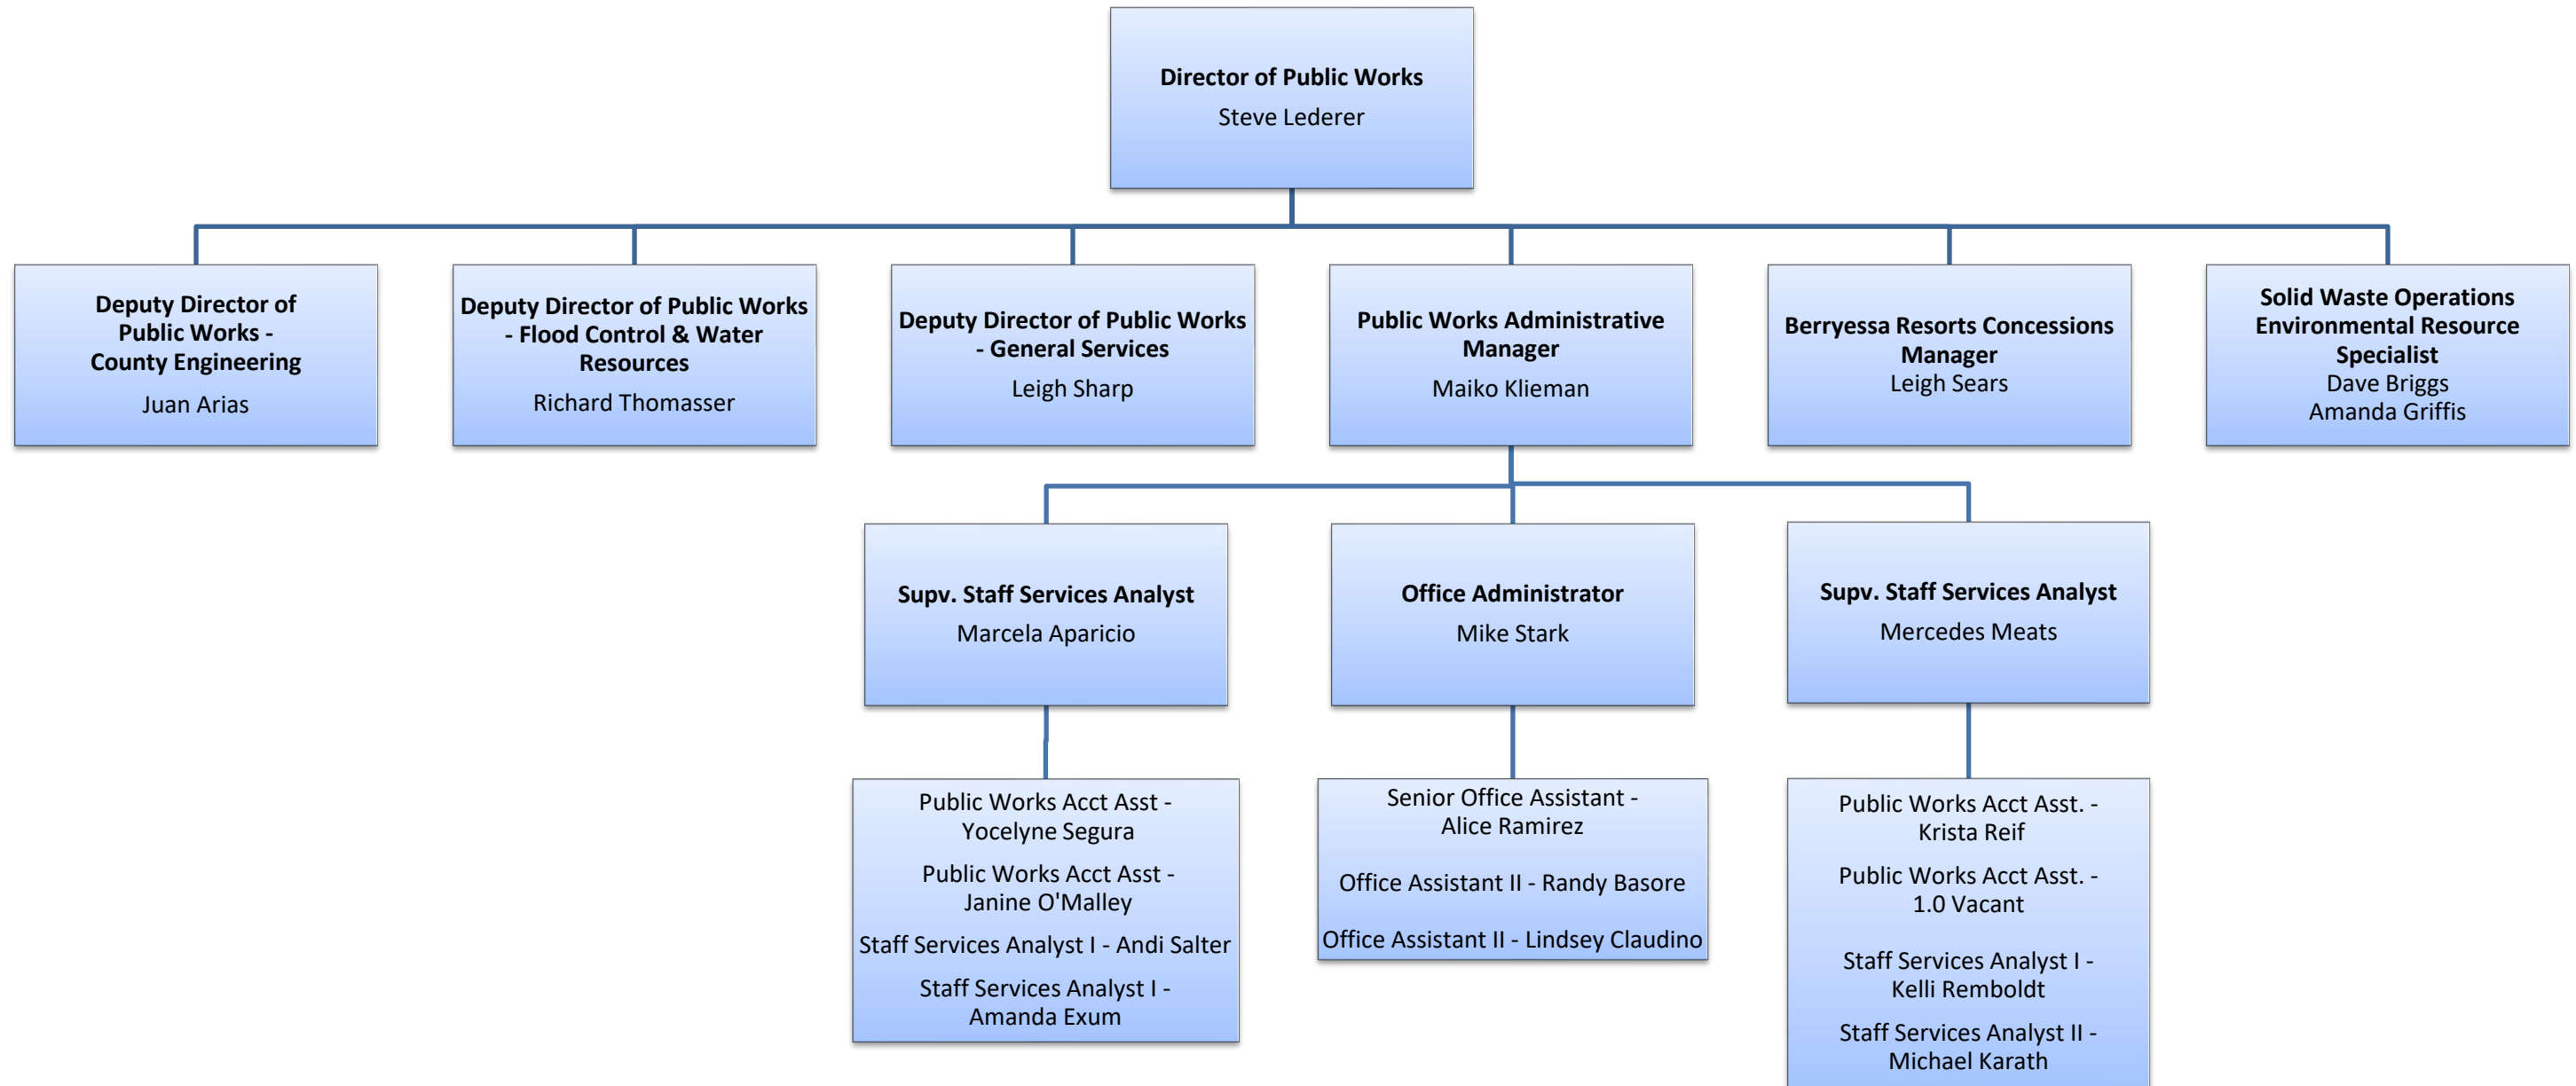 Director of Public Works
Steve Lederer
Deputy Director of
Public Works -
County Engineering
Juan Arias
Deputy Director of Public Works
- Flood Control & Water
Resources
Richard Thomasser
Deputy Director of Public Works
- General Services
Leigh Sharp
Public Works Administrative
Manager
Maiko Klieman
Berryessa Resorts Concessions
Manager
Leigh Sears
Solid Waste Operations
Environmental Resource
Specialist
Dave Briggs
Amanda Griffis
Supv. Staff Services Analyst
Marcela Aparicio
Office Administrator
Mike Stark
Supv. Staff Services Analyst
Mercedes Meats
Public Works Acct Asst -
Yocelyne Segura
Public Works Acct Asst -
Janine O'Malley
Staff Services Analyst I - Andi Salter
Staff Services Analyst I -
Amanda Exum
Senior Office Assistant -
Alice Ramirez
Office Assistant II - Randy Basore
Office Assistant II - Lindsey Claudino
Public Works Acct Asst. -
Krista Reif
Public Works Acct Asst. -
1.0 Vacant
Staff Services Analyst I -
Kelli Remboldt
Staff Services Analyst II -
Michael Karath